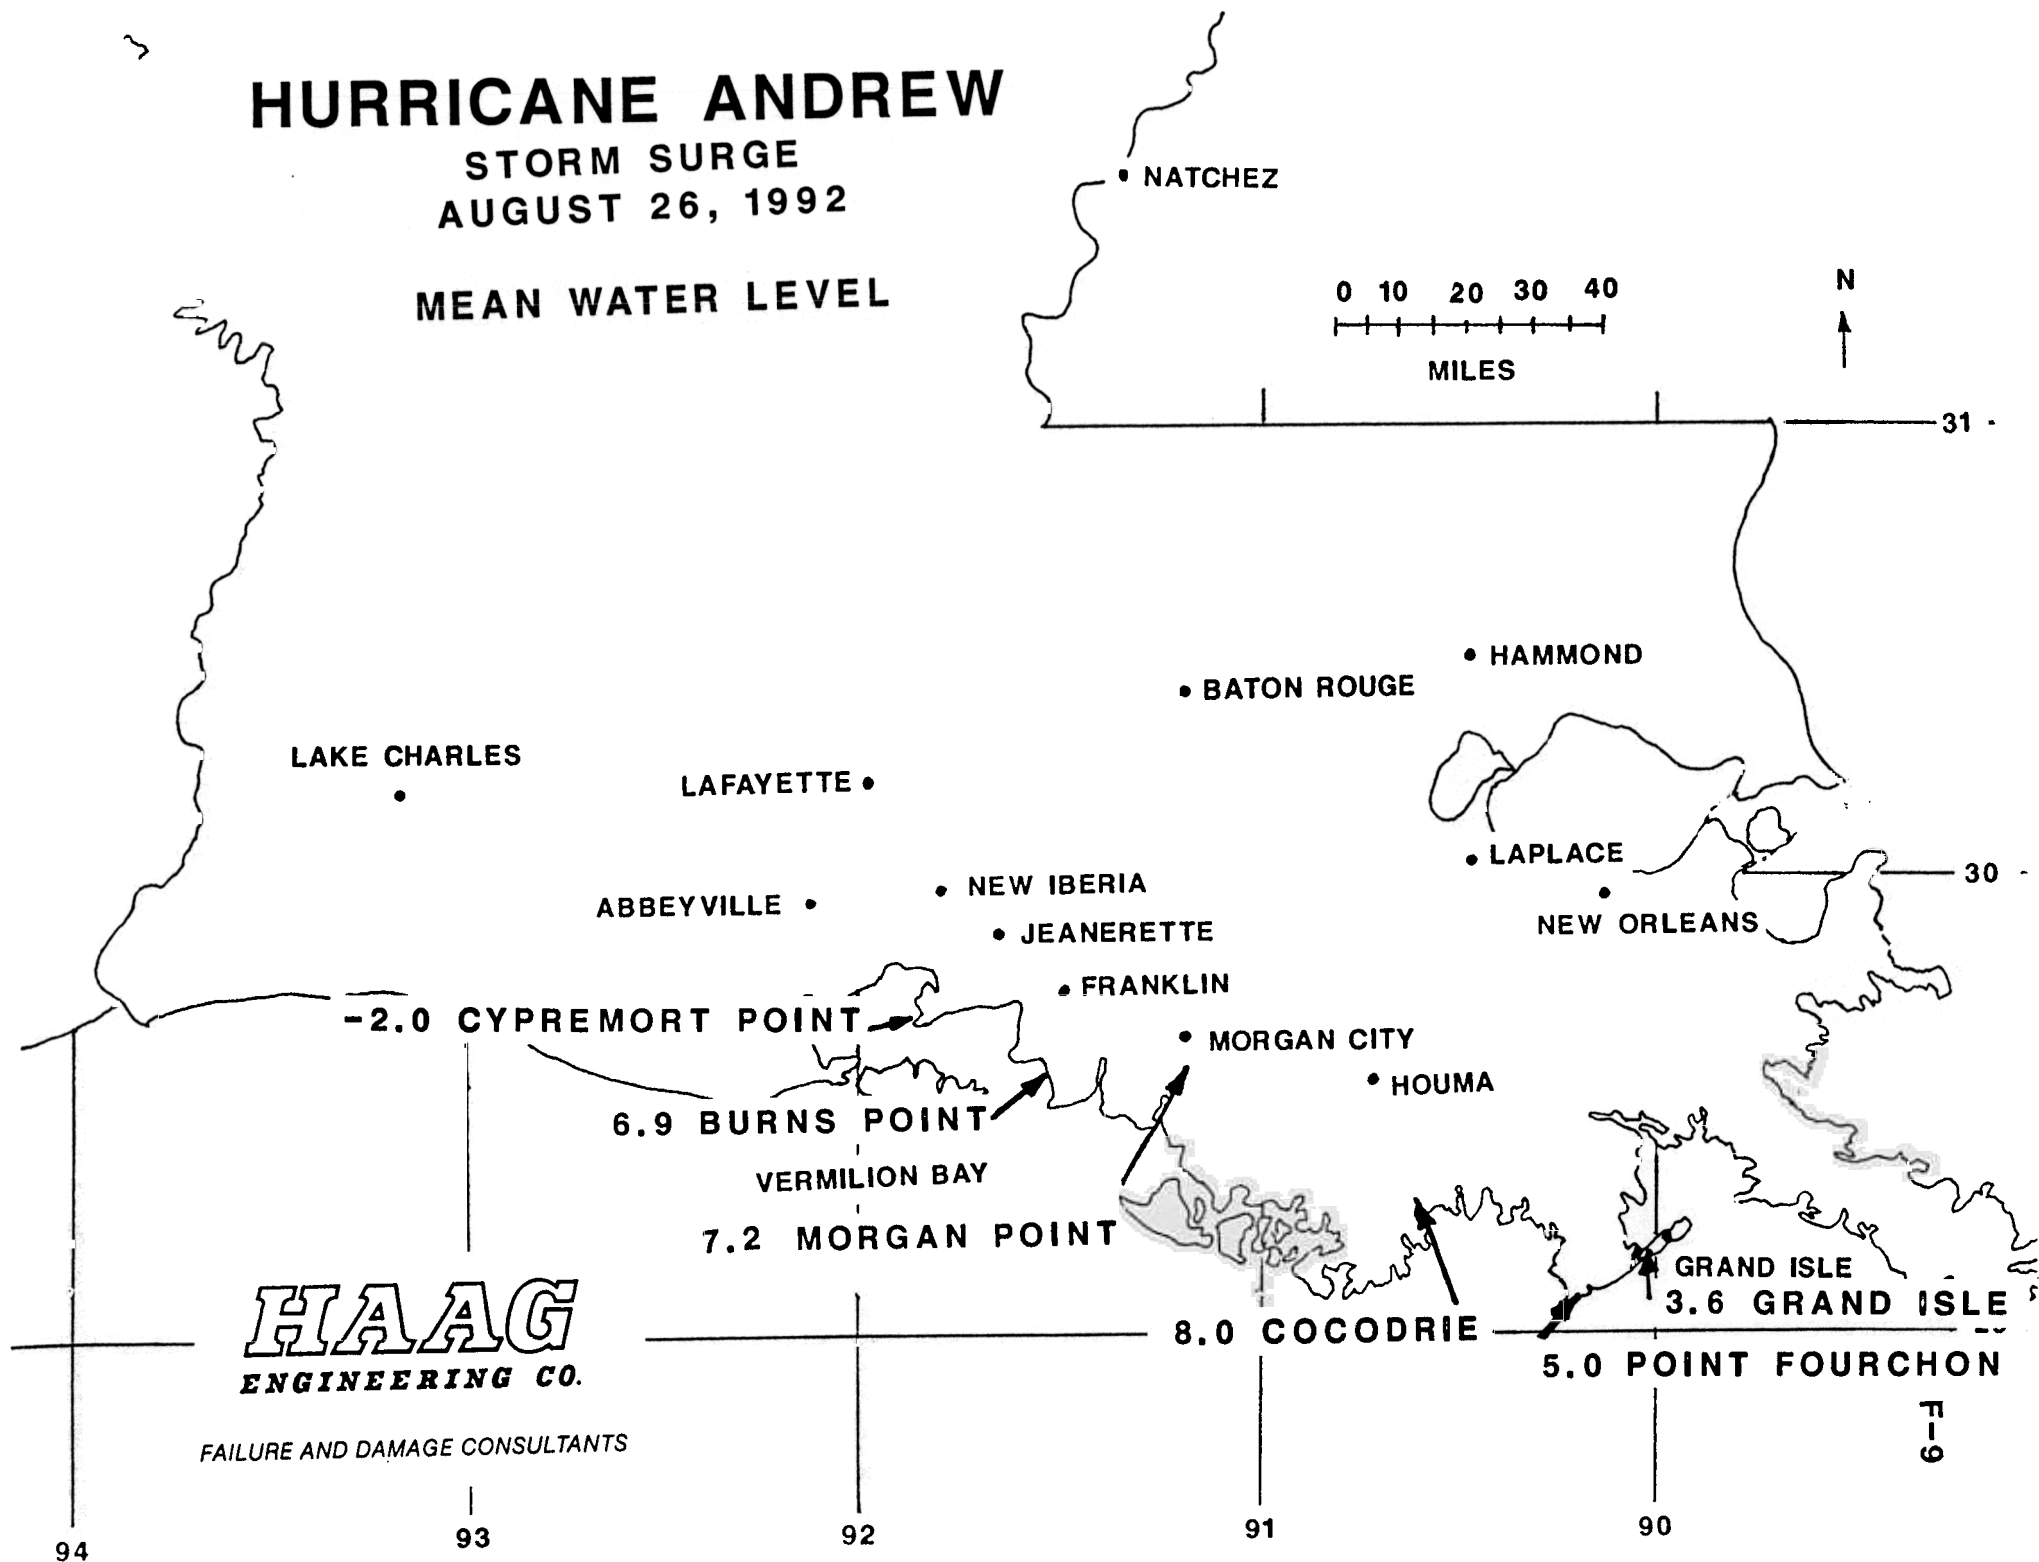 HURRICANE ANDREW
STORM SURGE
AUGUST 26, 1992
MEAN WATER LEVEL
NATCHEZ
0 10 20 30 40
MILES
N
31
HAMMOND
BATON ROUGE
LAKE CHARLES
LAFAYETTE
LAPLACE
30
NEW IBERIA
ABBEYVILLE
NEW ORLEANS
JEANERETTE
FRANKLIN
-2.0 CYPREMORT POINT
MORGAN CITY
HOUMA
6.9 BURNS POINT
VERMILION BAY
7.2 MORGAN POINT
GRAND ISLE
3.6 GRAND ISLE
8.0 COCODRIE
5.0 POINT FOURCHON
HAAG
ENGINEERING CO.
FAILURE AND DAMAGE CONSULTANTS
F-9
94
93
92
91
90